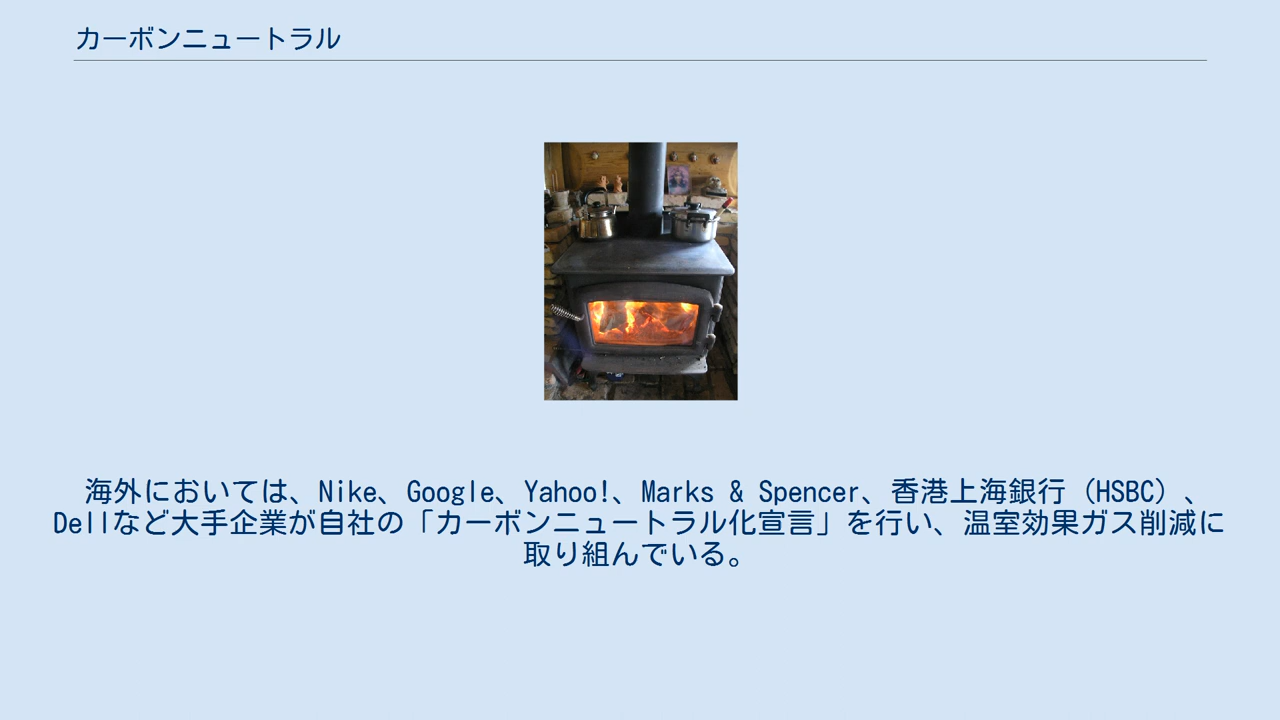 カーボンニュートラル
海外においては、Nike、Google、Yahoo!、Marks & Spencer、香港上海銀行（HSBC）、
Dellなど大手企業が自社の「カーボンニュートラル化宣言」を行い、温室効果ガス削減に
取り組んでいる。